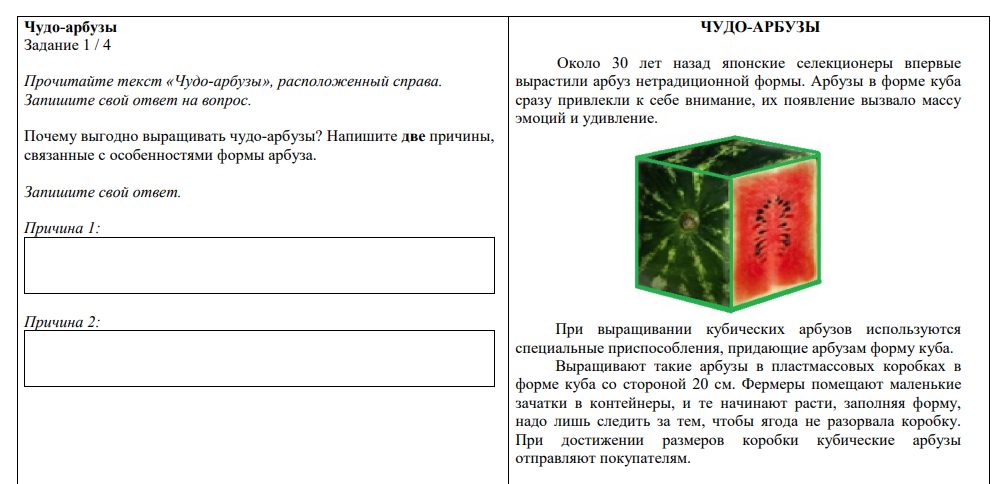 Чудо-арбузы
Задание 1 / 4
Прочитайте текст «Чудо-арбузы», расположенный справа.
Запишите свой ответ на вопрос.
Почему выгодно выращивать чудо-арбузы? Напишите две причины,
связанные с особенностями формы арбуза.
Запишите свой ответ.
Причина 1:
Причина 2:
ЧУДО-АРБУЗЫ
Около 30 лет назад японские селекционеры впервые
вырастили арбуз нетрадиционной формы. Арбузы в форме куба
сразу привлекли к себе внимание, их появление вызвало массу
эмоций и удивление.
При выращивании кубических арбузов используются
специальные приспособления, придающие арбузам форму куба.
Выращивают такие арбузы в пластмассовых коробках в
форме куба со стороной 20 см. Фермеры помещают маленькие
зачатки в контейнеры, и те начинают расти, заполняя форму,
надо лишь следить за тем, чтобы ягода не разорвала коробку.
При достижении размеров коробки кубические арбузы
отправляют покупателям.